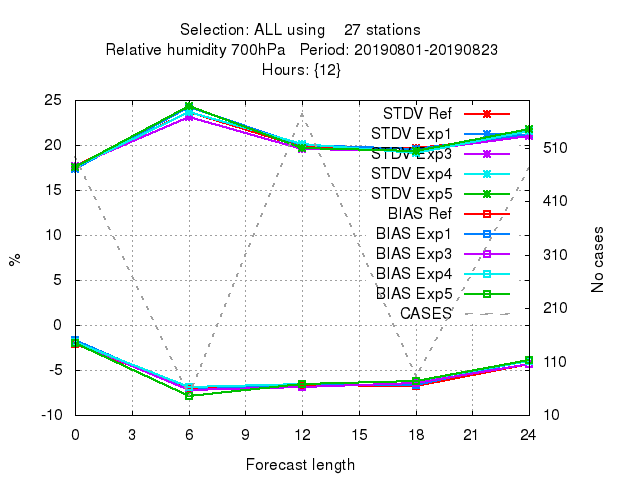 Selection: ALL using 27 stations
Relative humidity 700hPa Period: 20190801-20190823
Hours: {12}
25
20
15
10
5
0
-5
-10
%
STDV Ref
STDV Exp1
STDV Exp3
STDV Exp4
STDV Exp5
BIAS Ref
BIAS Exp1
BIAS Exp3
BIAS Exp4
BIAS Exp5
CASES
510
410
310
210
110
10
No cases
0 3 6 9 12 15 18 21 24
Forecast length